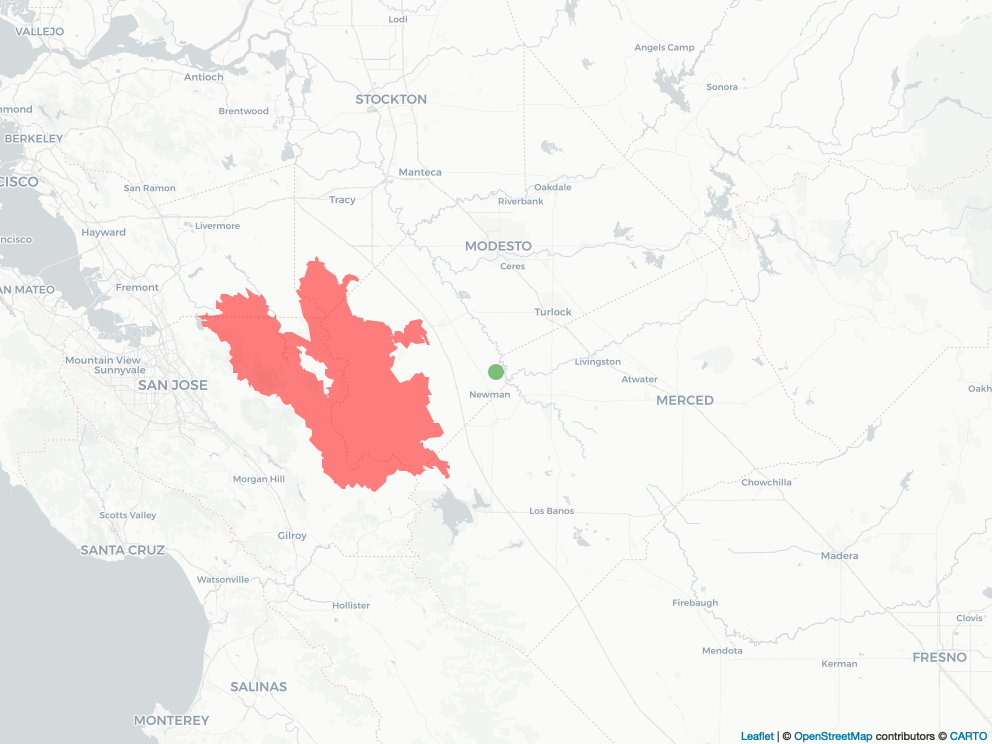 Lodi
VALLEJO
Angels Camp
Antioch
Sonora
STOCKTON
Brentwood
mmond
BERKELEY
Manteca
CISCO
San Ramon
Oakdale
Tracy
Riverbank
Livermore
Hayward
ncisco
MODESTO
Ceres
Fremont
AN MATEO
Turlock
Mountain View
Livingston
Sunnyvale
Atwater
SAN JOSE
Oakh
Newman
MERCED
Morgan Hill
Chowchilla
Los Banos
Scotts Valley
Gilroy
SANTA CRUZ
Madera
Watsonville
Hollister
Firebaugh
Clovis
Mendota
FRESNO
Kerman
SALINAS
MONTEREY
Leaflet | © OpenStreetMap contributors © CARTO